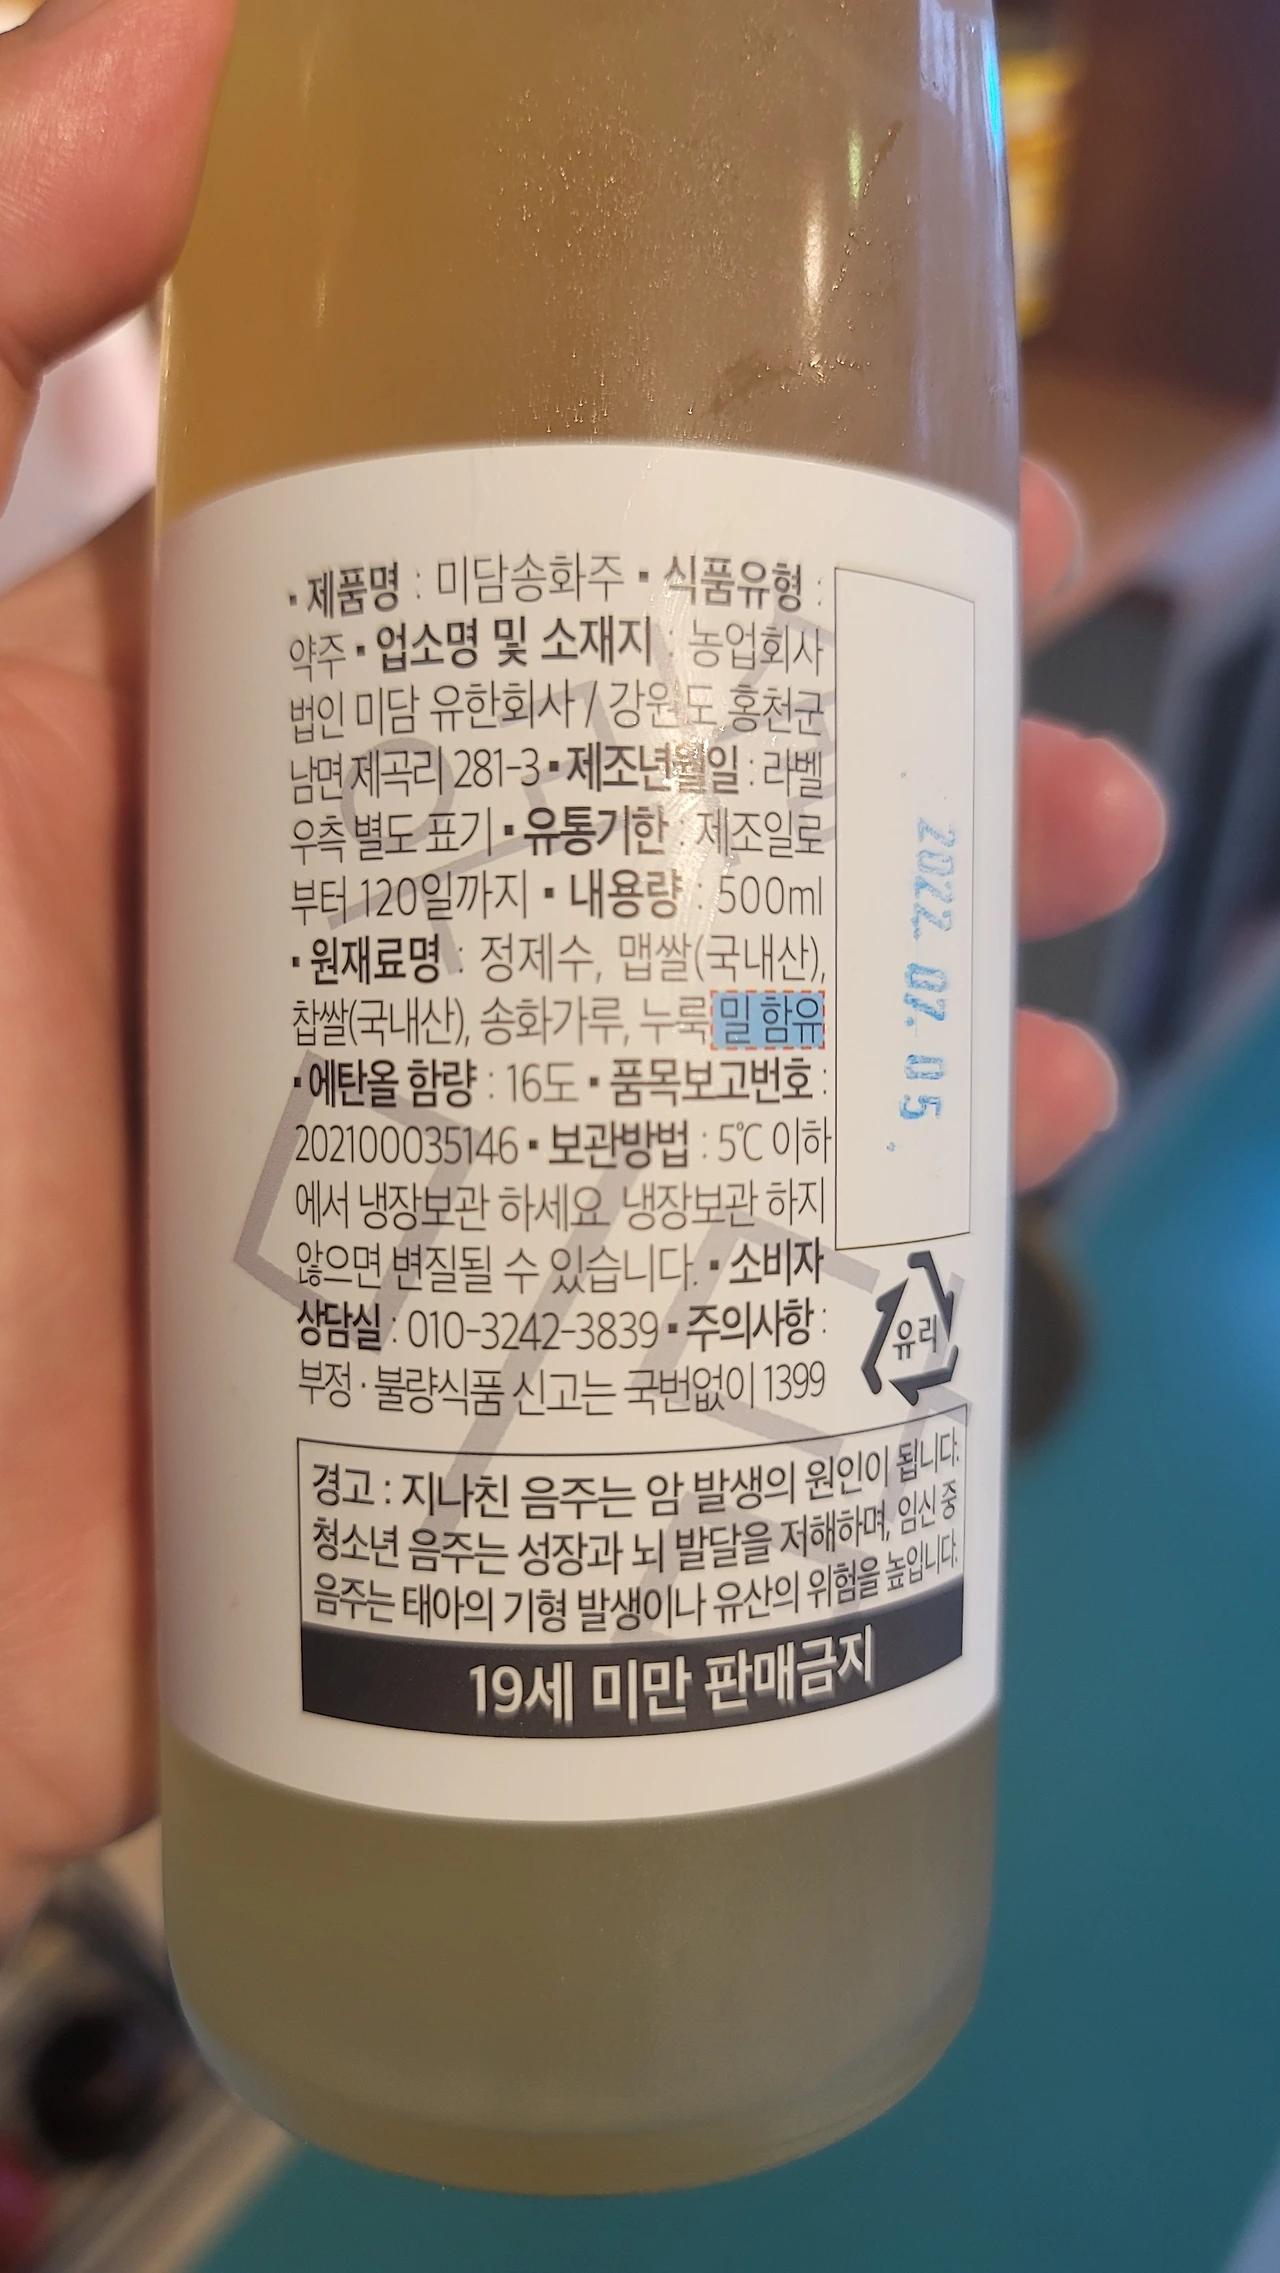 ▪ 제품명 : 미담송화주 ▪ 식품유형 :
약주 ▪ 업소명 및 소재지 : 농업회사
법인 미담 유한회사 / 강원도 홍천군
남면 제곡리 281-3 ▪ 제조년월일 : 라벨
우측 별도 표기 ▪ 유통기한 : 제조일로
부터 120일까지 ▪ 내용량 : 500ml
▪ 원재료명 : 정제수, 맵쌀(국내산),
찹쌀(국내산), 송화가루, 누룩 밀 함유
▪ 에탄올 함량 : 16도 ▪ 품목보고번호 :
202100035146 ▪ 보관방법 : 5℃ 이하
에서 냉장보관 하세요. 냉장보관 하지
않으면 변질될 수 있습니다. ▪ 소비자
상담실 : 010-3242-3839 ▪ 주의사항 :
부정 · 불량식품 신고는 국번없이 1399
2022. 07. 05.
유리
경고 : 지나친 음주는 암 발생의 원인이 됩니다.
청소년 음주는 성장과 뇌 발달을 저해하며, 임신 중
음주는 태아의 기형 발생이나 유산의 위험을 높입니다.
19세 미만 판매금지